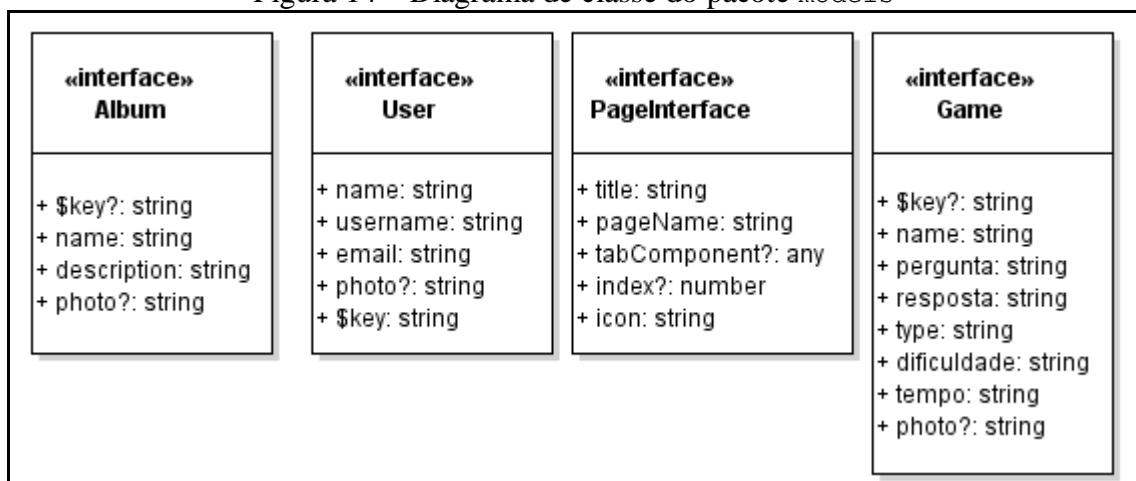 Figura 14 – Diagrama de classe do pacote models
«interface»
Album
+ $key?: string
+ name: string
+ description: string
+ photo?: string
«interface»
User
+ name: string
+ username: string
+ email: string
+ photo?: string
+ $key: string
«interface»
PageInterface
+ title: string
+ pageName: string
+ tabComponent?: any
+ index?: number
+ icon: string
«interface»
Game
+ $key?: string
+ name: string
+ pergunta: string
+ resposta: string
+ type: string
+ dificuldade: string
+ tempo: string
+ photo?: string